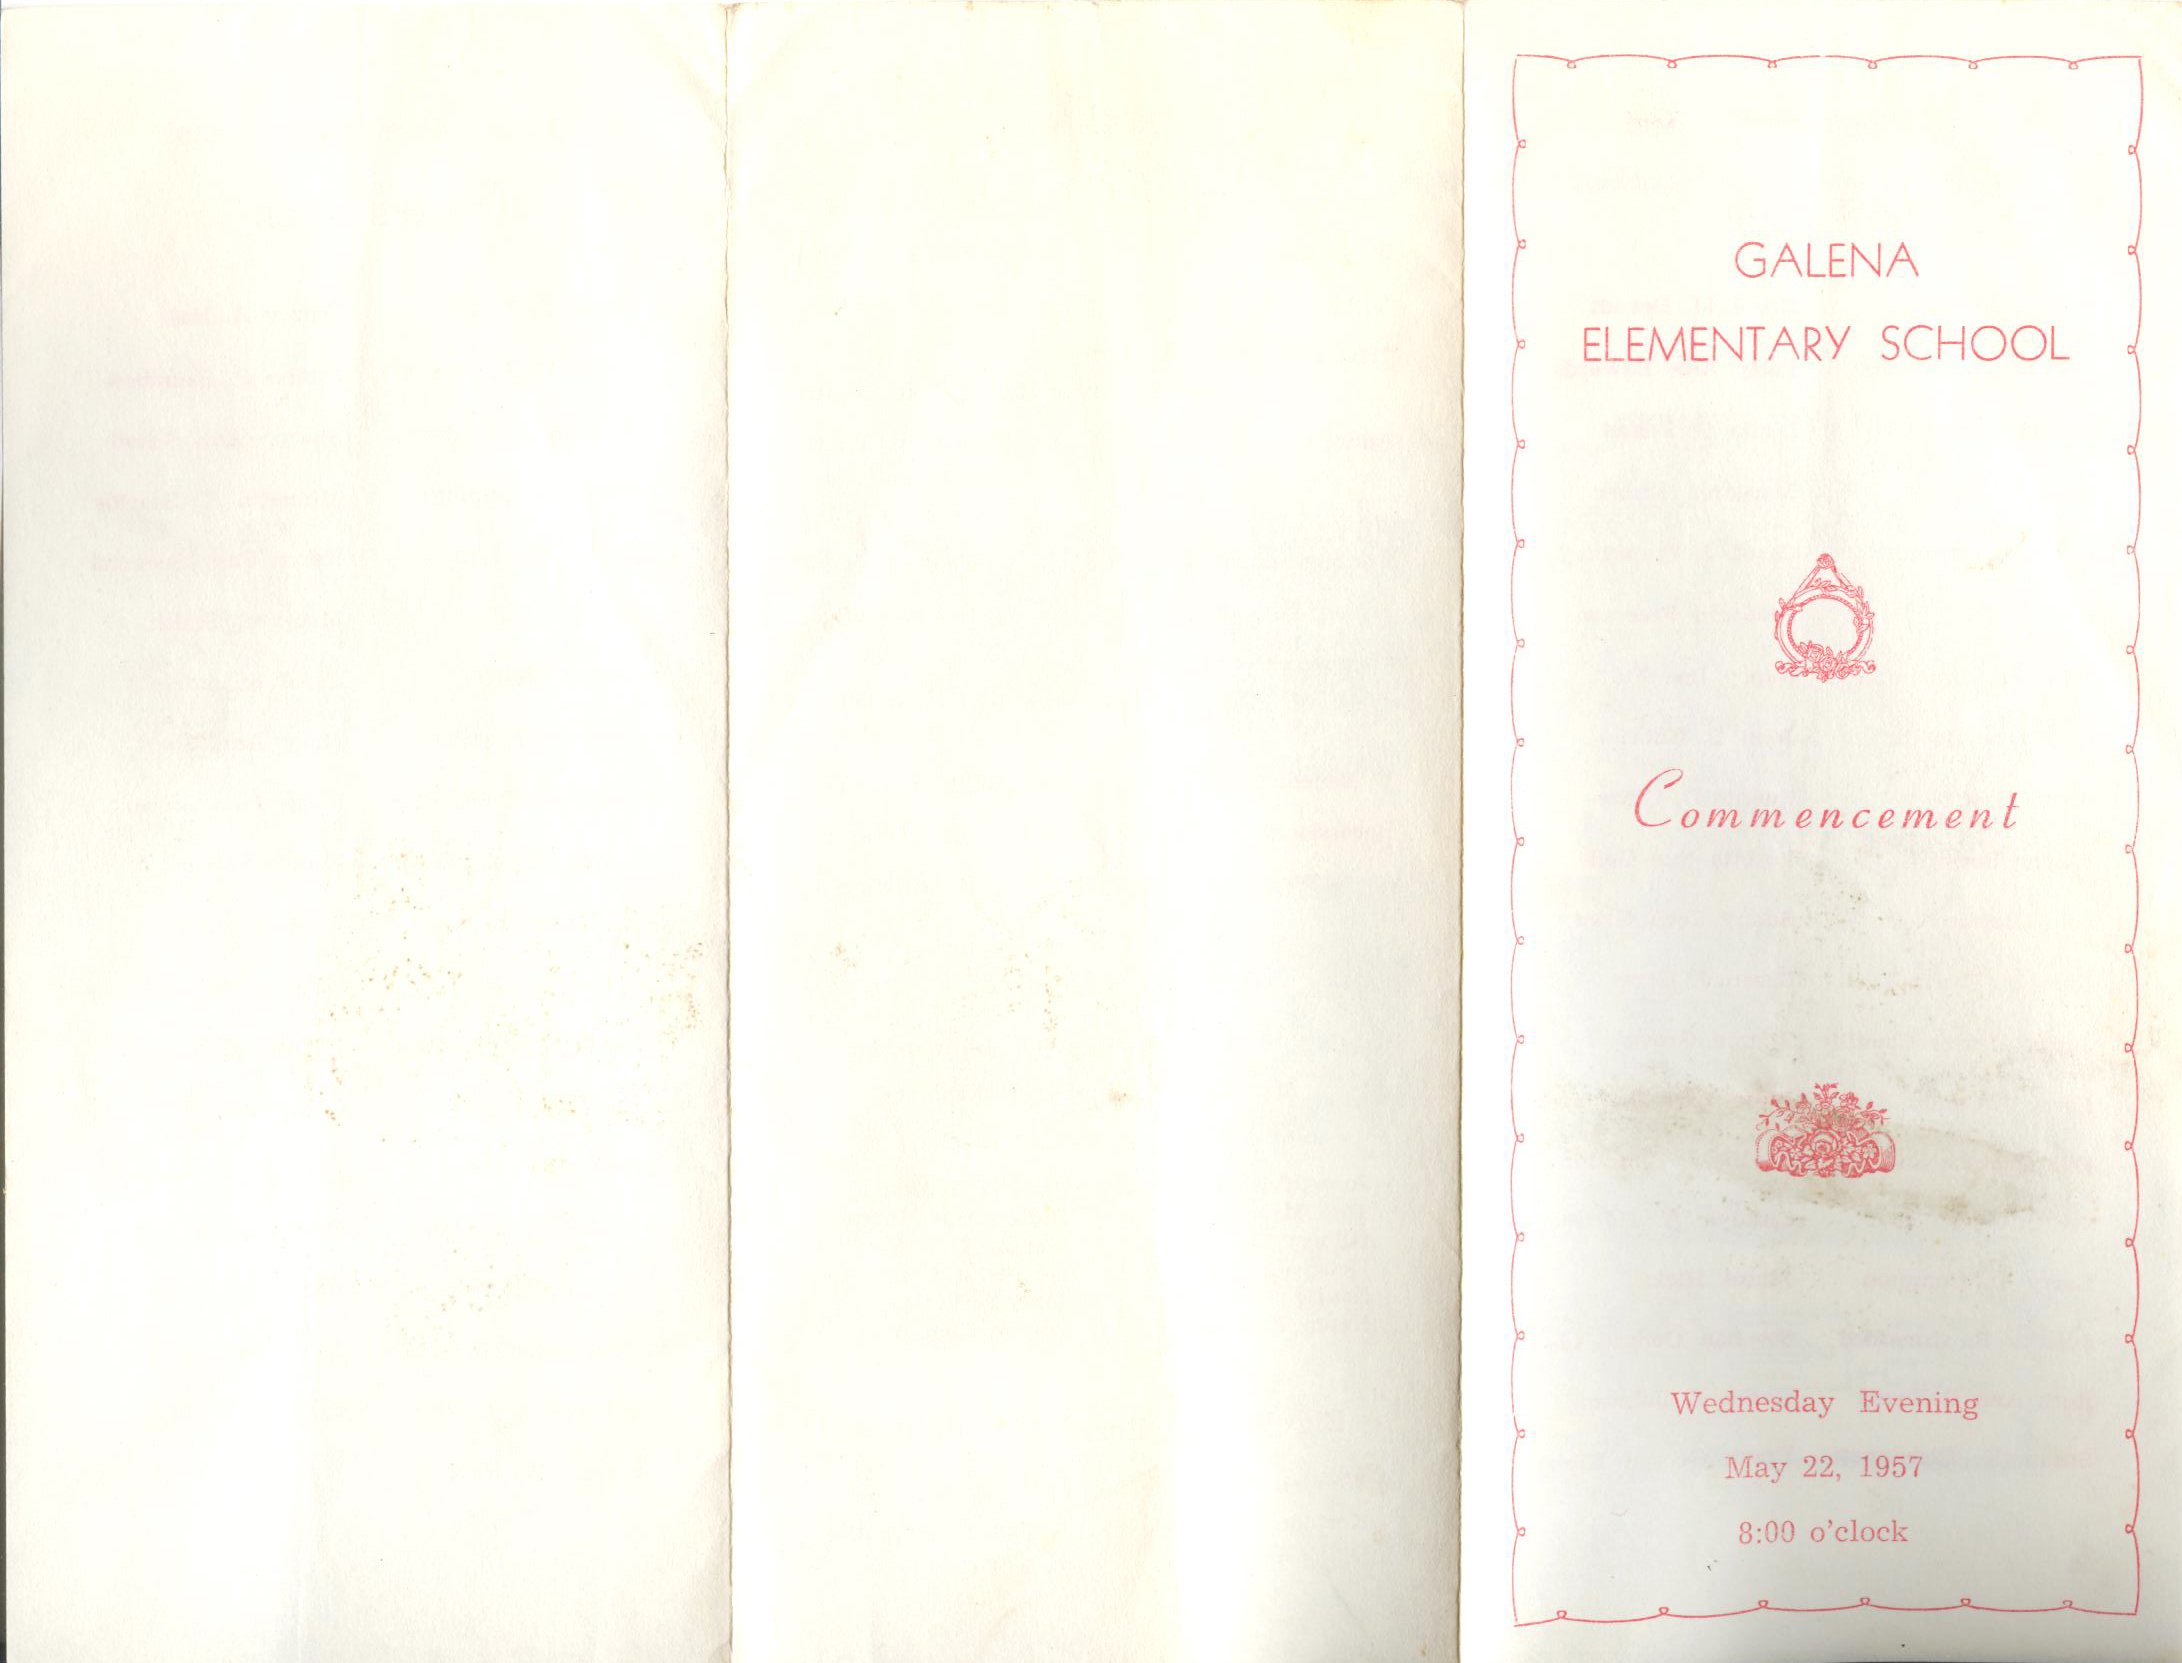 GALENA
ELEMENTARY SCHOOL
Commencement
Wednesday Evening
May 22, 1957
8:00 o'clock